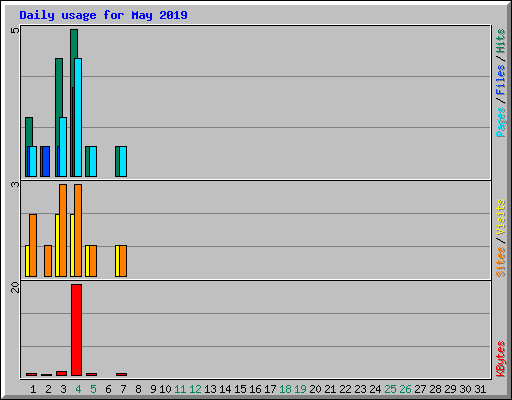 Daily usage for May 2019
5
Pages / Files / Hits
3
Sites / Visits
20
KBytes
1 2 3 4 5 6 7 8 9 10 11 12 13 14 15 16 17 18 19 20 21 22 23 24 25 26 27 28 29 30 31